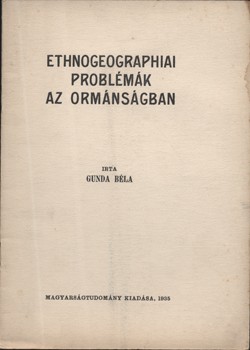 ETHNOGEOGRAPHIAI
PROBLÉMÁK
AZ ORMÁNSÁGBAN
IRTA
GUNDA BÉLA
MAGYARSÁGTUDOMÁNY KIADÁSA, 1935